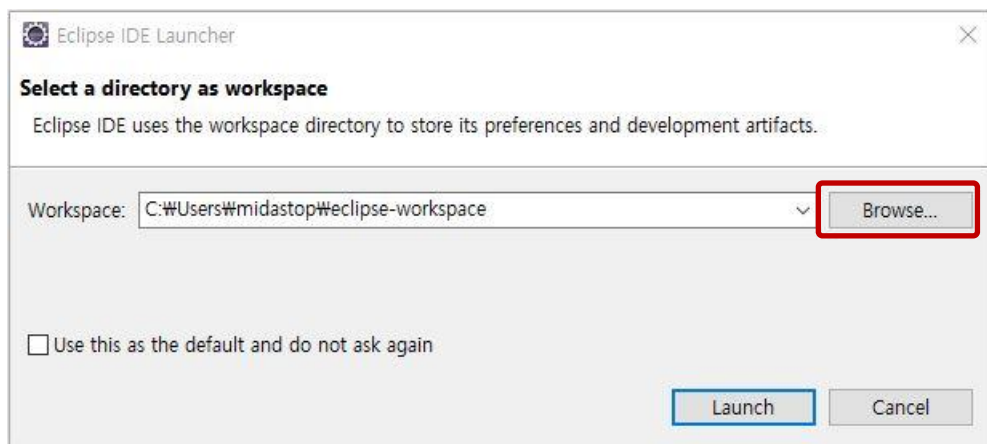 Eclipse IDE Launcher
Select a directory as workspace
Eclipse IDE uses the workspace directory to store its preferences and development artifacts.
Workspace: C:₩Users₩midastop₩eclipse-workspace Browse...
Use this as the default and do not ask again
Launch Cancel